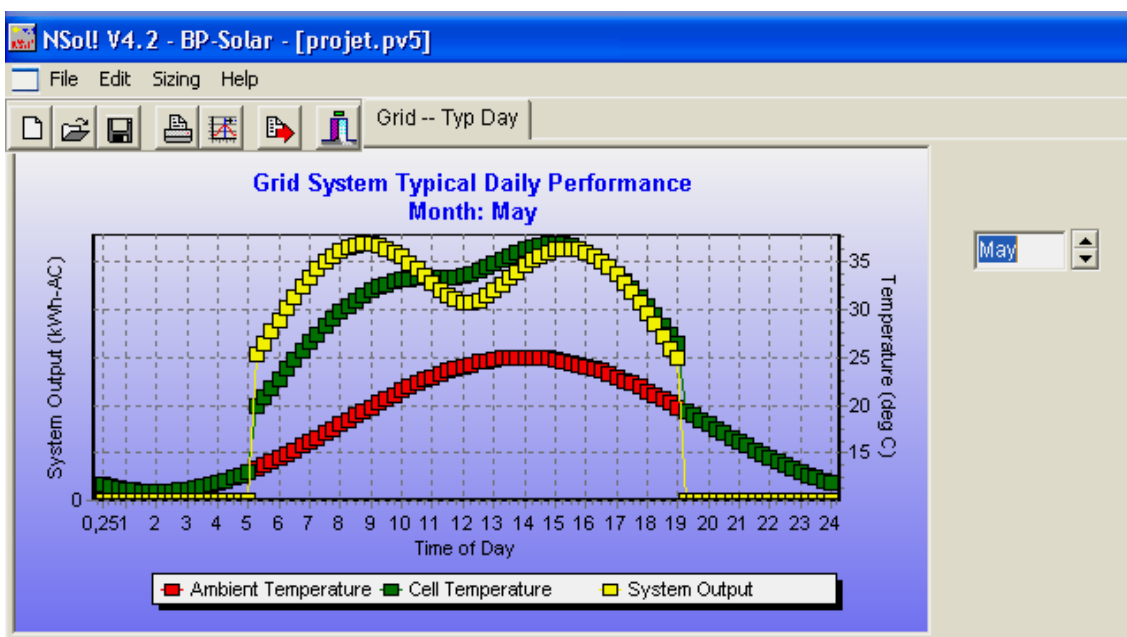 NSol! V4.2 - BP-Solar - [projet.pv5]
File Edit Sizing Help
Grid -- Typ Day
Grid System Typical Daily Performance
Month: May
May
System Output (kWh-AC)
0
35
30
25
20
15
Temperature (deg C)
0,251 2 3 4 5 6 7 8 9 10 11 12 13 14 15 16 17 18 19 20 21 22 23 24
Time of Day
Ambient Temperature Cell Temperature System Output